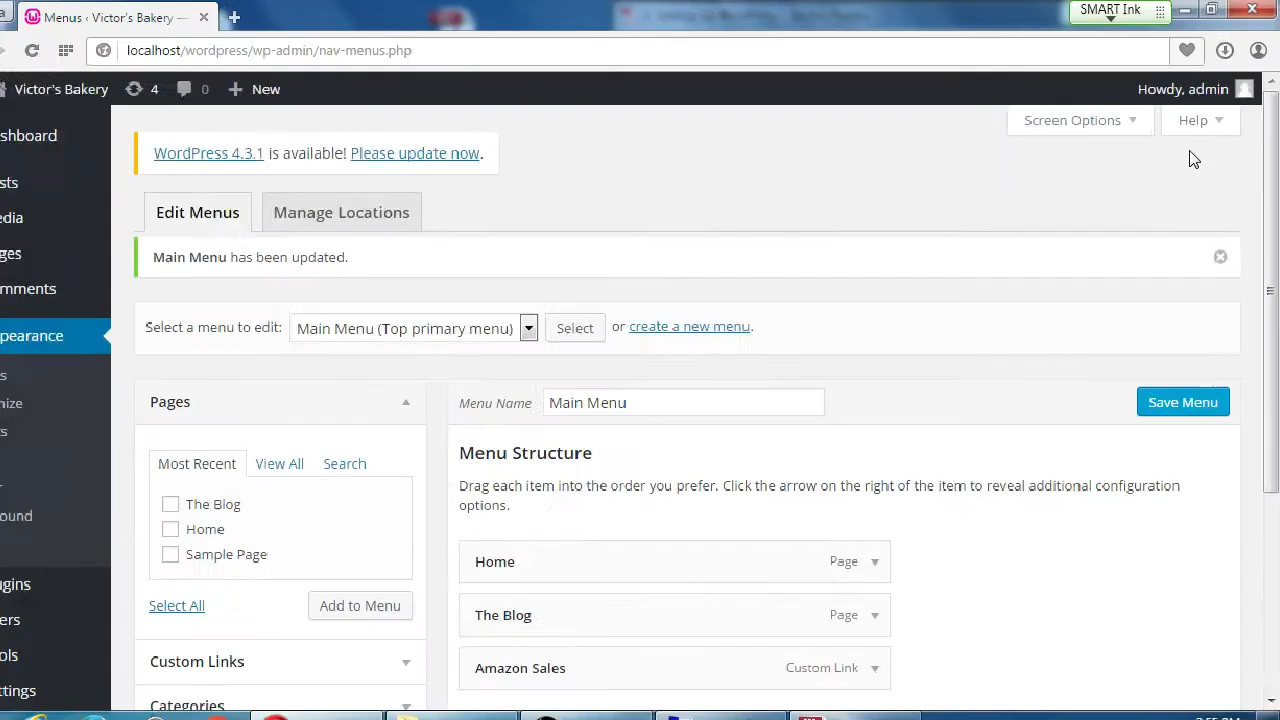 Menus ‹ Victor's Bakery —
SMART Ink
localhost/wordpress/wp-admin/nav-menus.php
Victor's Bakery 4 0 New
Howdy, admin
shboard
sts
edia
ges
mments
pearance
s
mize
ts
r
ound
ugins
ers
ols
ttings
Screen Options
Help
WordPress 4.3.1 is available! Please update now.
Edit Menus
Manage Locations
Main Menu has been updated.
Select a menu to edit: Main Menu (Top primary menu) Select or create a new menu.
Pages
Most Recent View All Search
The Blog
Home
Sample Page
Select All
Add to Menu
Custom Links
Categories
Menu Name Main Menu
Save Menu
Menu Structure
Drag each item into the order you prefer. Click the arrow on the right of the item to reveal additional configuration
options.
Home Page
The Blog Page
Amazon Sales Custom Link